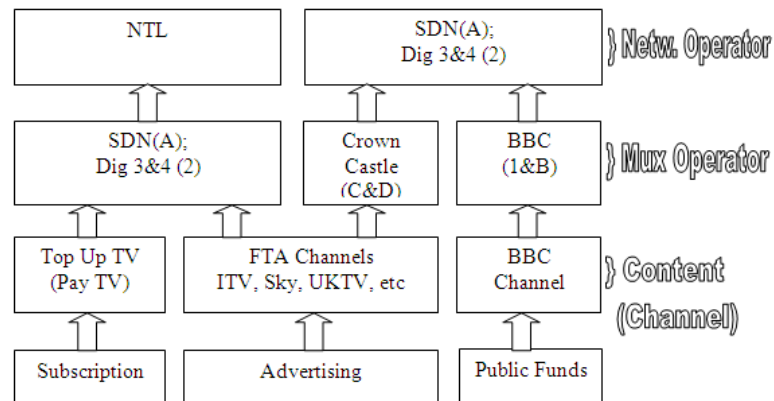 NTL
SDN(A);
Dig 3&4 (2)
} Netw. Operator
SDN(A);
Dig 3&4 (2)
Crown
Castle
(C&D)
BBC
(1&B)
} Mux Operator
Top Up TV
(Pay TV)
FTA Channels
ITV, Sky, UKTV, etc
BBC
Channel
} Content
(Channel)
Subscription
Advertising
Public Funds